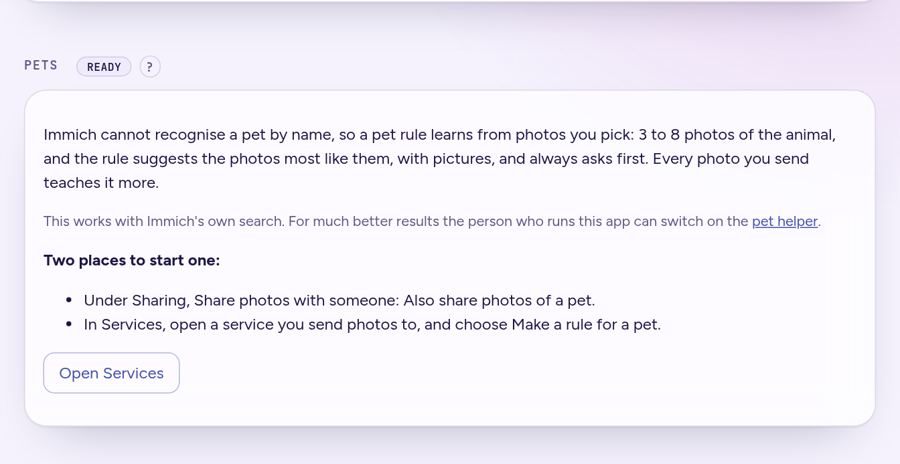 PETS READY ?
Immich cannot recognise a pet by name, so a pet rule learns from photos you pick: 3 to 8 photos of the animal,
and the rule suggests the photos most like them, with pictures, and always asks first. Every photo you send
teaches it more.
This works with Immich's own search. For much better results the person who runs this app can switch on the pet helper.
Two places to start one:
• Under Sharing, Share photos with someone: Also share photos of a pet.
• In Services, open a service you send photos to, and choose Make a rule for a pet.
Open Services